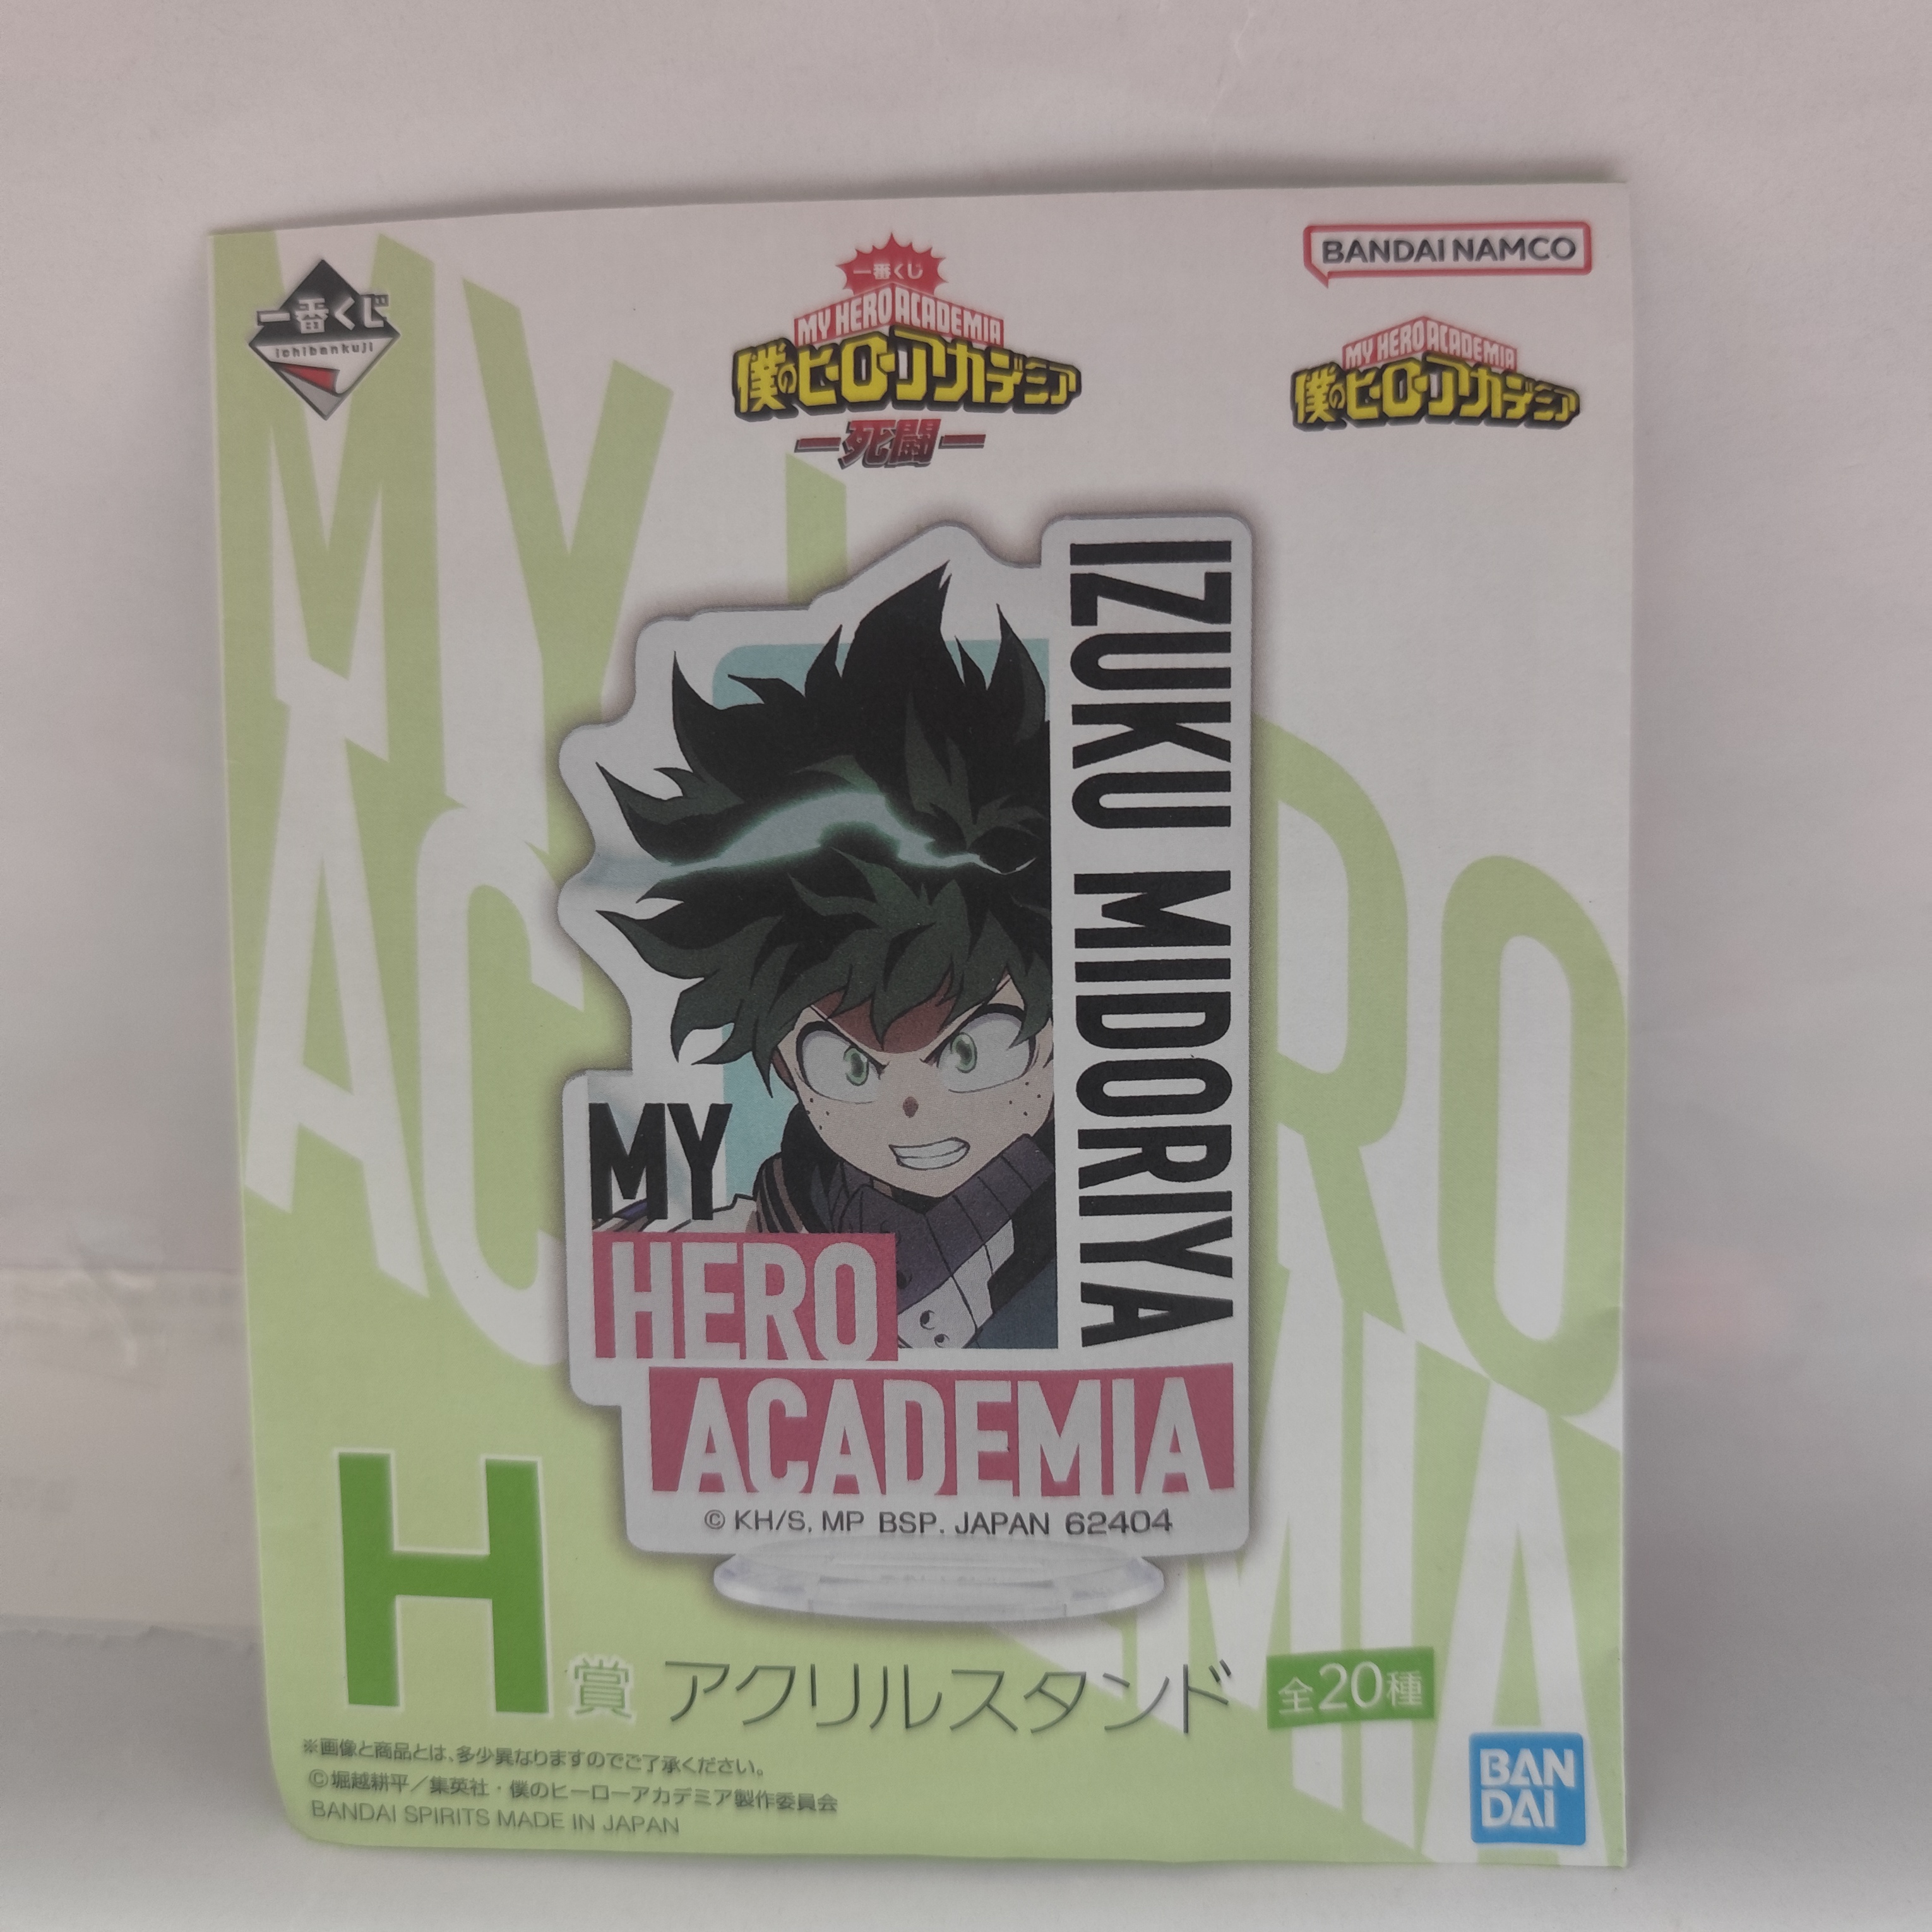 一番くじ
ichibankuji
一番くじ
MY HERO ACADEMIA
僕のヒーローアカデミア
―死闘―
BANDAI NAMCO
MY HERO ACADEMIA
僕のヒーローアカデミア
IZUKU MIDORIYA
MY
HERO
ACADEMIA
© KH/S, MP BSP. JAPAN 62404
H賞 アクリルスタンド 全20種
※画像と商品とは、多少異なりますのでご了承ください。
©堀越耕平／集英社・僕のヒーローアカデミア製作委員会
BANDAI SPIRITS MADE IN JAPAN
BAN
DAI